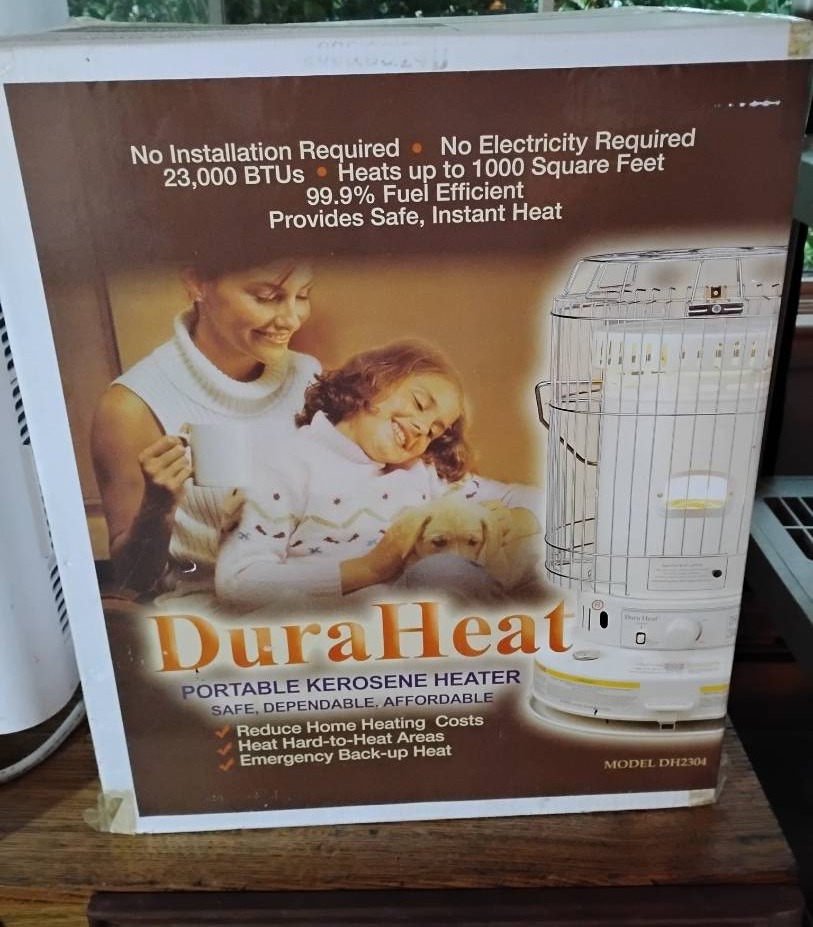 No Installation Required • No Electricity Required
23,000 BTUs • Heats up to 1000 Square Feet
99.9% Fuel Efficient
Provides Safe, Instant Heat
DuraHeat
®
Dura Heat
PORTABLE KEROSENE HEATER
SAFE, DEPENDABLE, AFFORDABLE
Reduce Home Heating Costs
Heat Hard-to-Heat Areas
Emergency Back-up Heat
MODEL DH2304